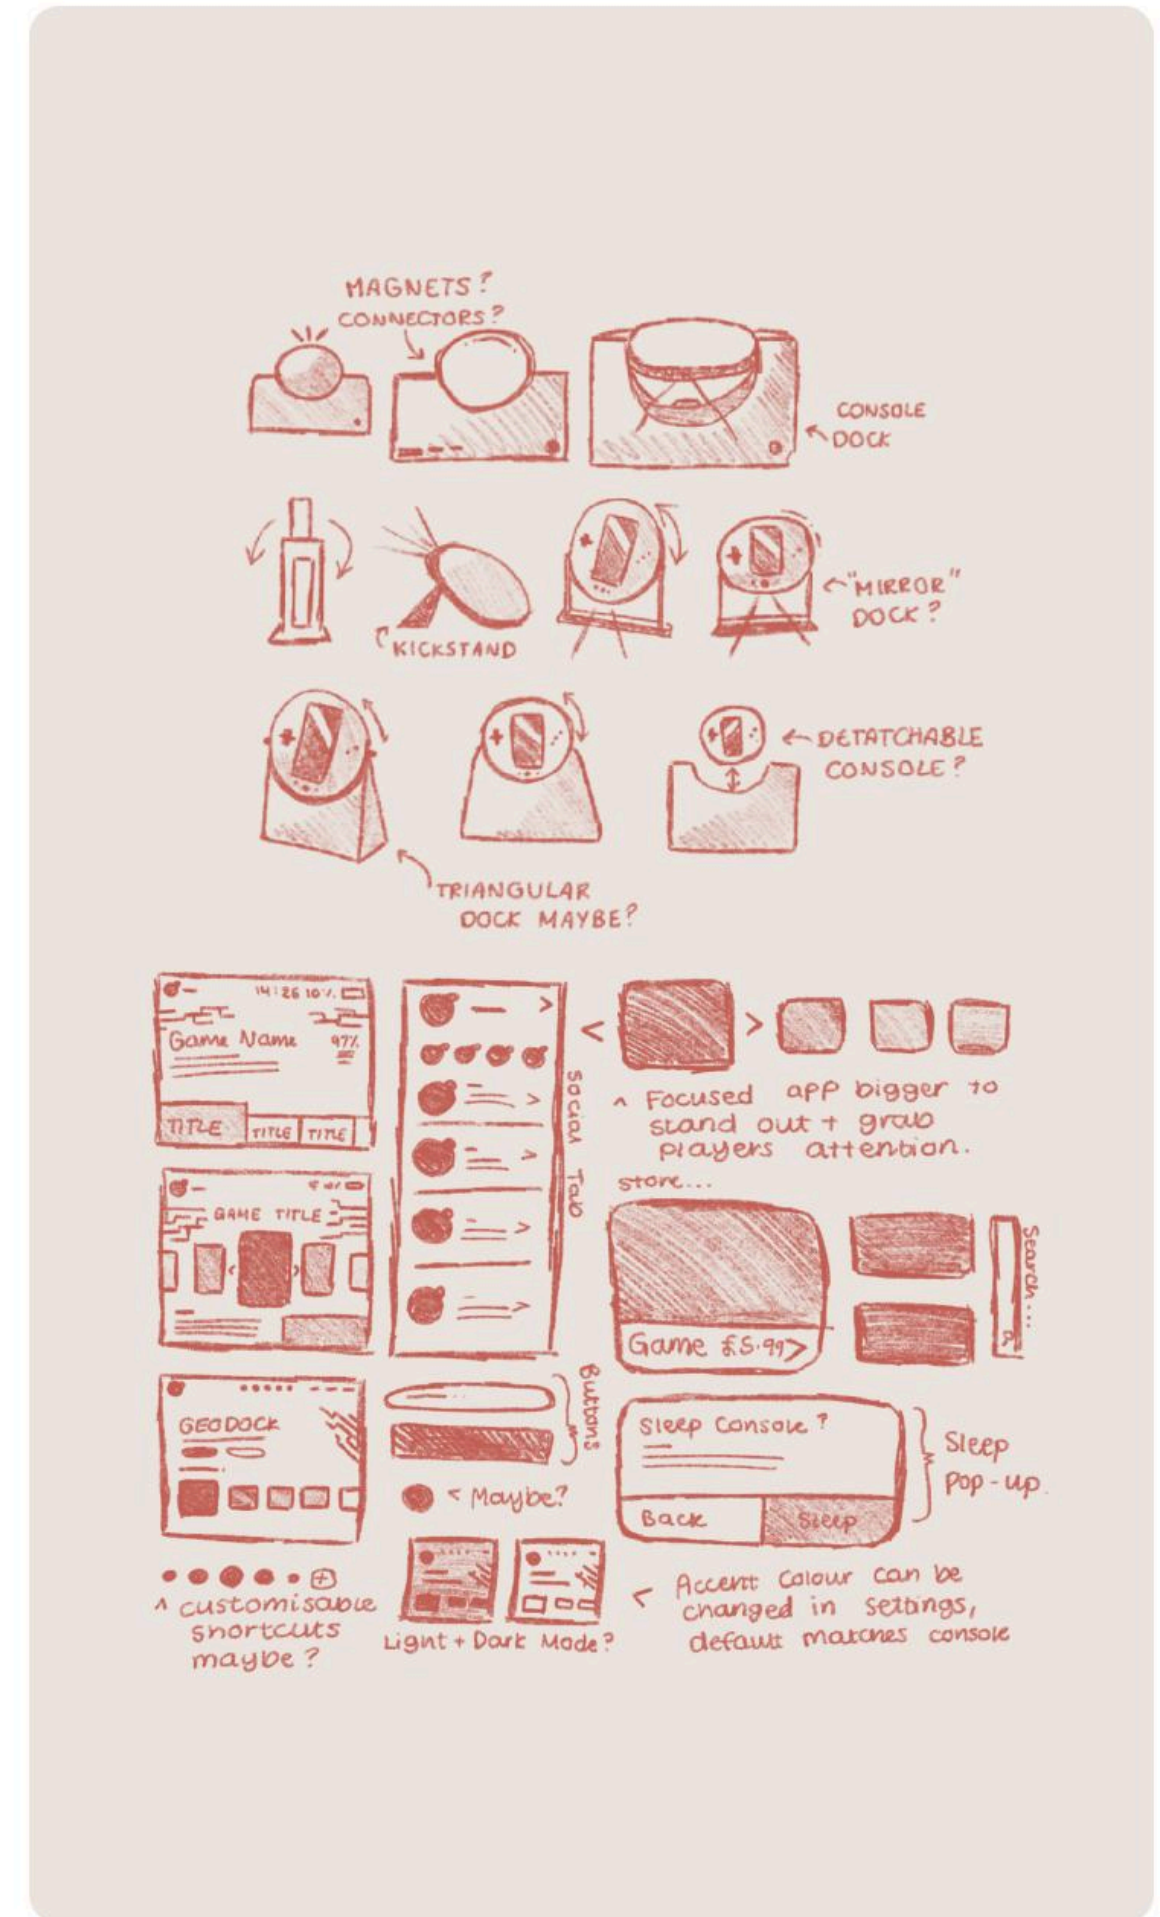 MAGNETS?
CONNECTORS?
CONSOLE
DOCK
KICKSTAND
"MIRROR"
DOCK?
DETATCHABLE
CONSOLE?
TRIANGULAR
DOCK MAYBE?
14:26 10%
Game Name 97%
TITLE TITLE TITLE
Social Tab
< >
^ Focused app bigger to
stand out + grab
players attention.
GAME TITLE
store...
Game £5.99>
Search...
GEODOCK
Buttons
< Maybe?
Sleep Console?
Back Sleep
Sleep
Pop-up.
^ customisable
shortcuts
maybe?
Light + Dark Mode?
< Accent Colour can be
changed in settings,
default matches console